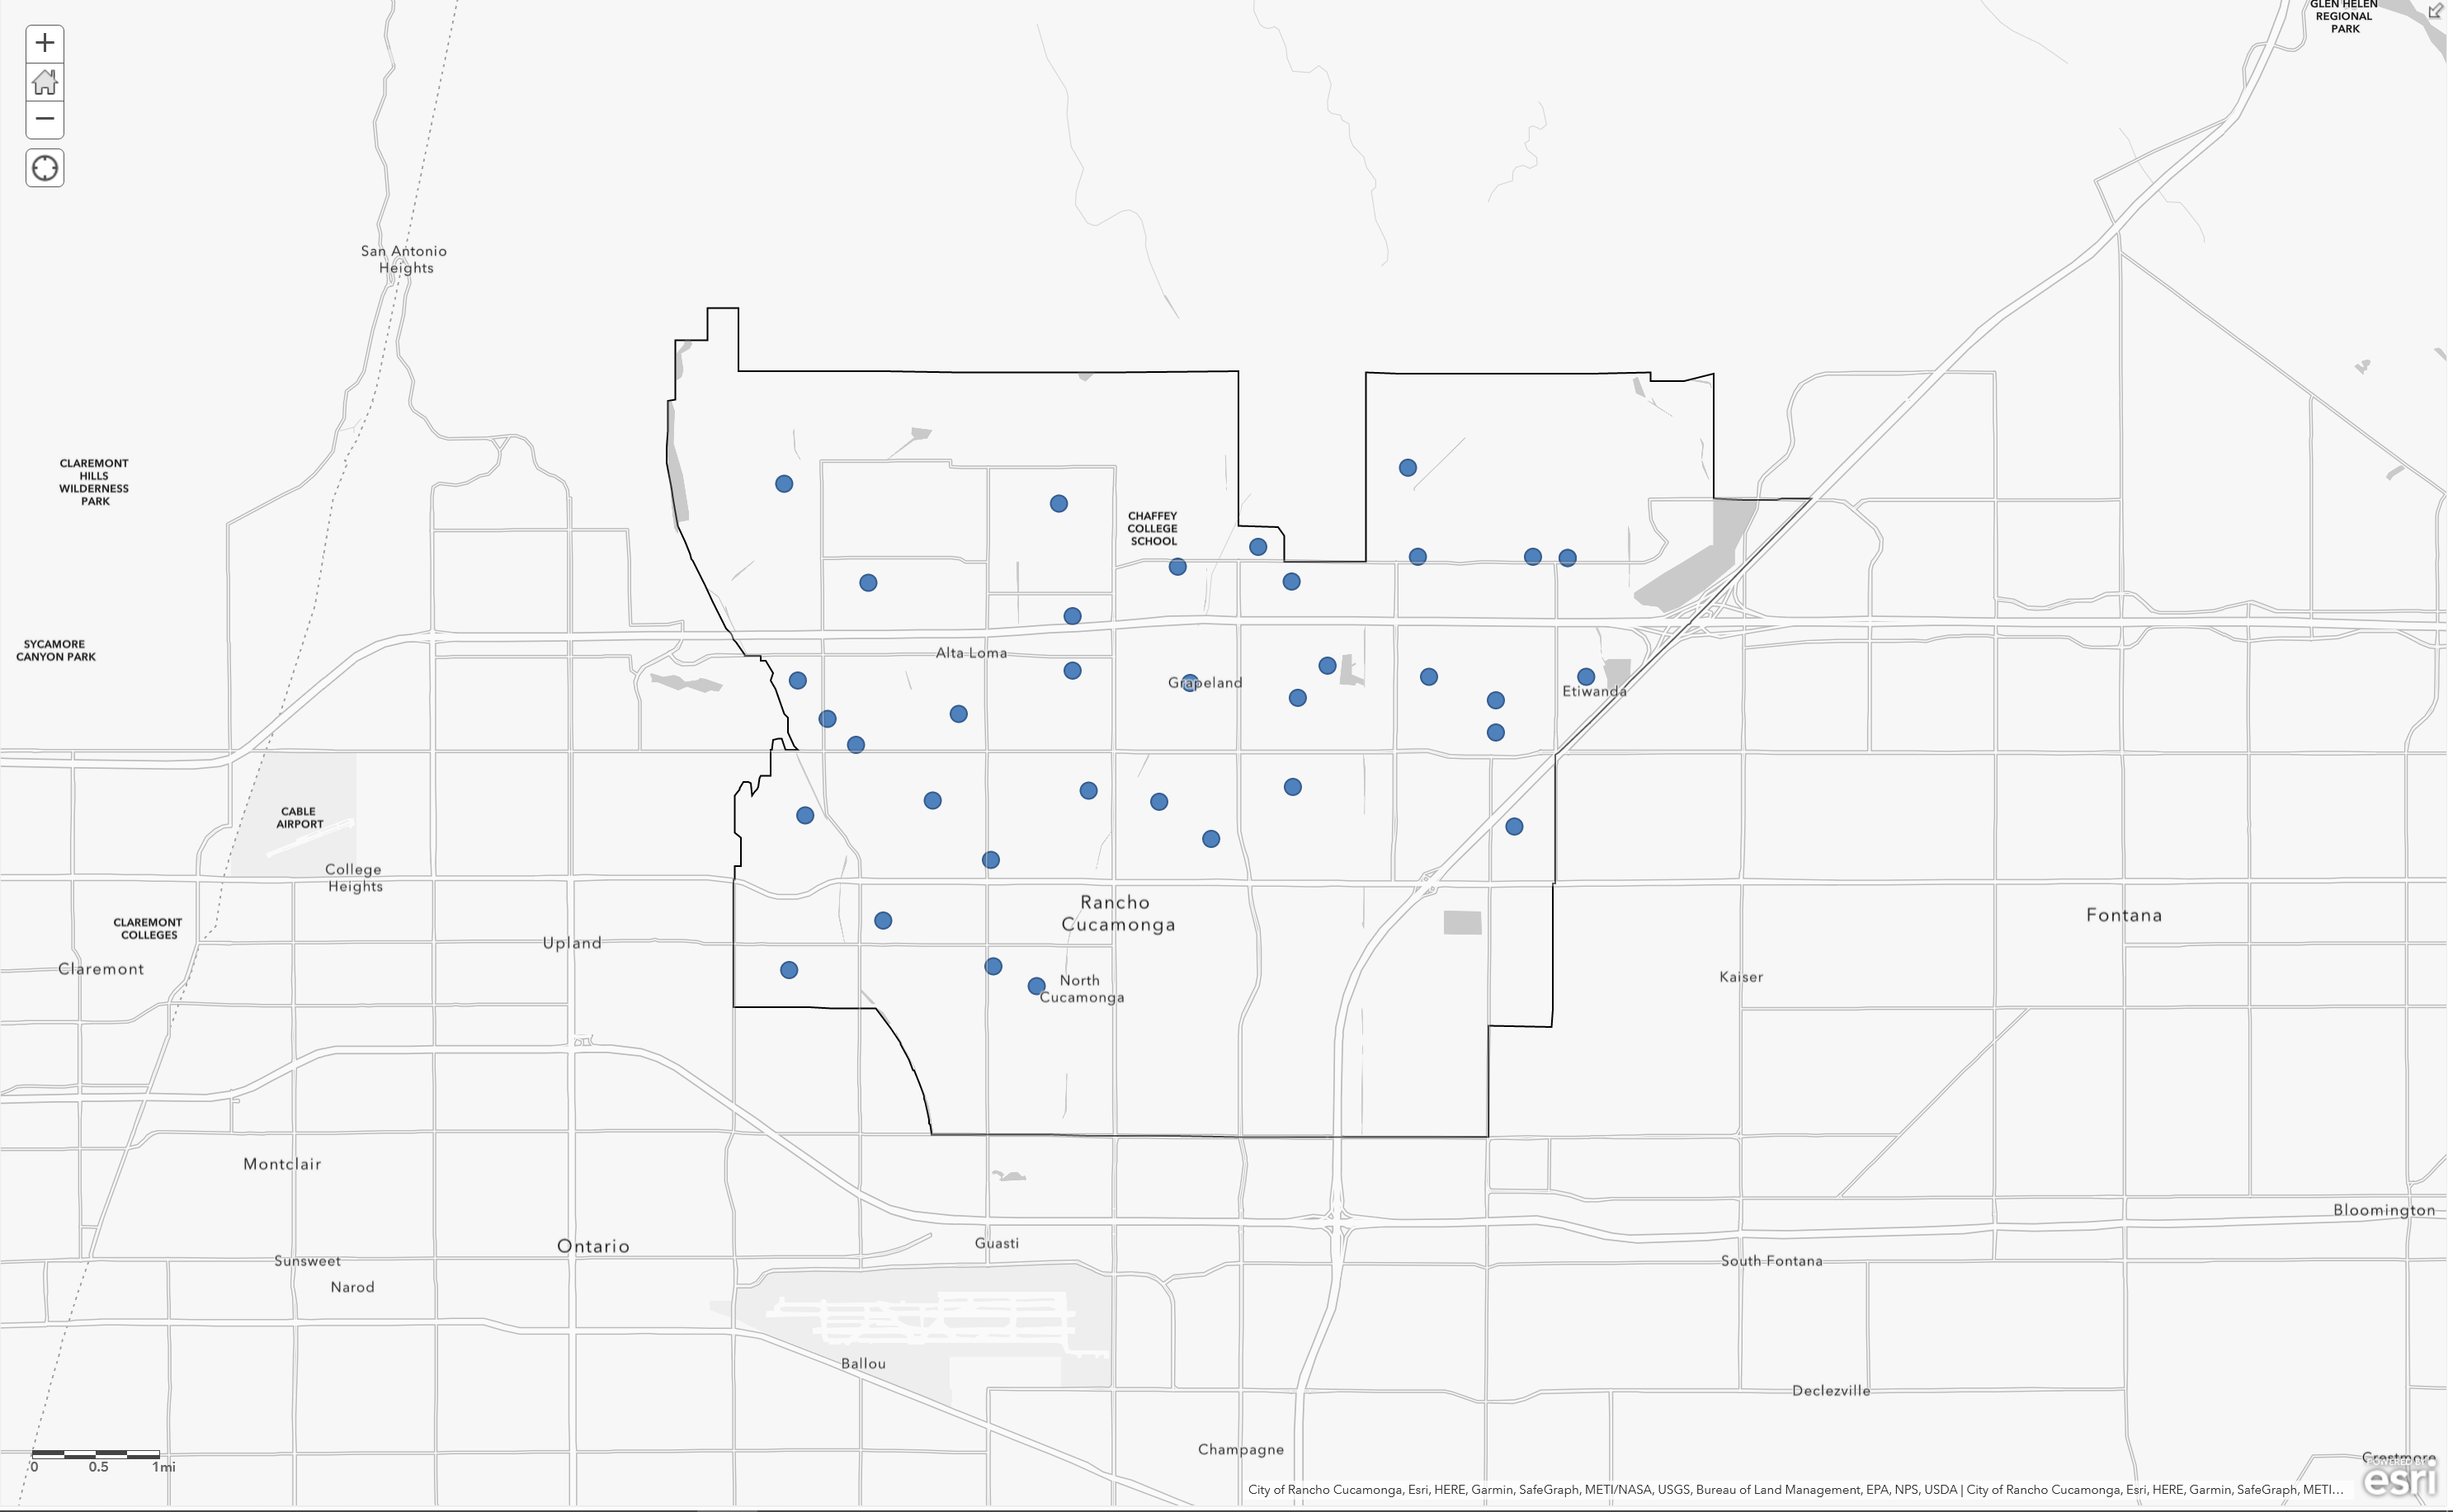 GLEN HELEN
REGIONAL
PARK
+
−
San Antonio
Heights
CLAREMONT
HILLS
WILDERNESS
PARK
CHAFFEY
COLLEGE
SCHOOL
SYCAMORE
CANYON PARK
Alta Loma
Grapeland
Etiwanda
CABLE
AIRPORT
College
Heights
Rancho
Cucamonga
Fontana
CLAREMONT
COLLEGES
Upland
Claremont
Kaiser
North
Cucamonga
Montclair
Bloomington
Ontario
Guasti
Sunsweet
South Fontana
Narod
Ballou
Declezville
Champagne
Crestmore
0 0.5 1mi
POWERED BY
esri
City of Rancho Cucamonga, Esri, HERE, Garmin, SafeGraph, METI/NASA, USGS, Bureau of Land Management, EPA, NPS, USDA | City of Rancho Cucamonga, Esri, HERE, Garmin, SafeGraph, METI...